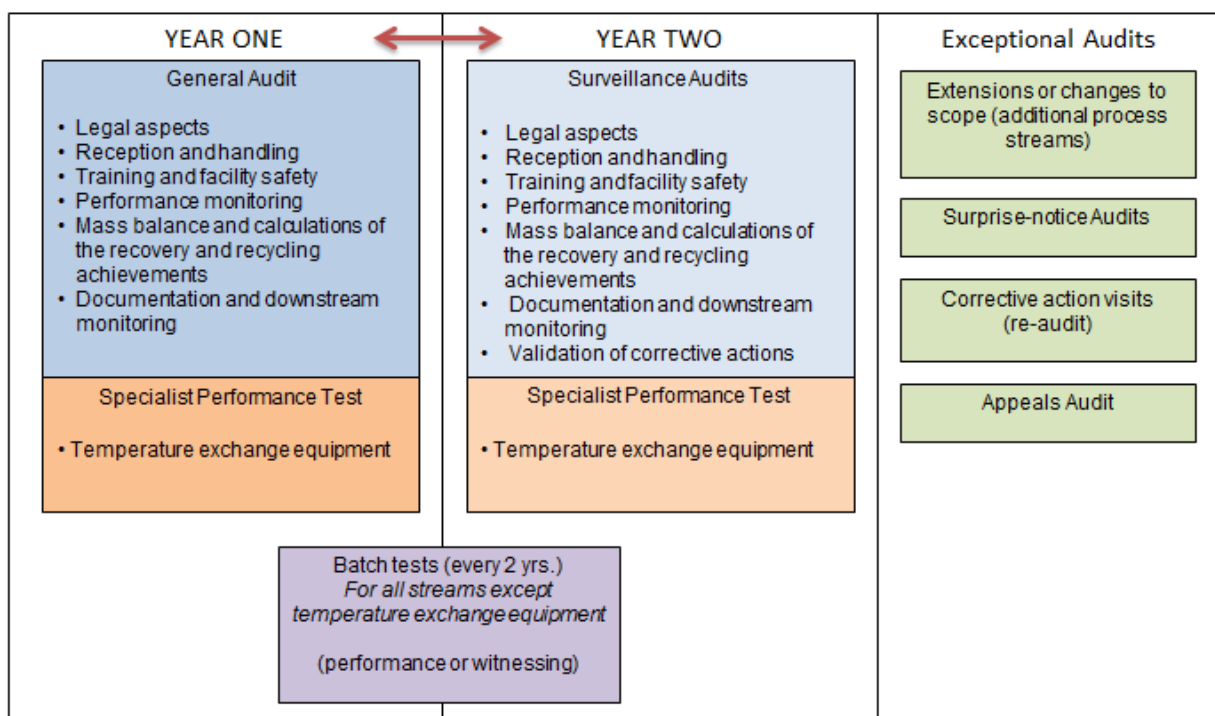 YEAR ONE
General Audit
• Legal aspects
• Reception and handling
• Training and facility safety
• Performance monitoring
• Mass balance and calculations of
the recovery and recycling
achievements
• Documentation and downstream
monitoring
Specialist Performance Test
• Temperature exchange equipment
YEAR TWO
Surveillance Audits
• Legal aspects
• Reception and handling
• Training and facility safety
• Performance monitoring
• Mass balance and calculations of
the recovery and recycling
achievements
• Documentation and downstream
monitoring
• Validation of corrective actions
Specialist Performance Test
• Temperature exchange equipment
Batch tests (every 2 yrs.)
For all streams except
temperature exchange equipment
(performance or witnessing)
Exceptional Audits
Extensions or changes to
scope (additional process
streams)
Surprise-notice Audits
Corrective action visits
(re-audit)
Appeals Audit